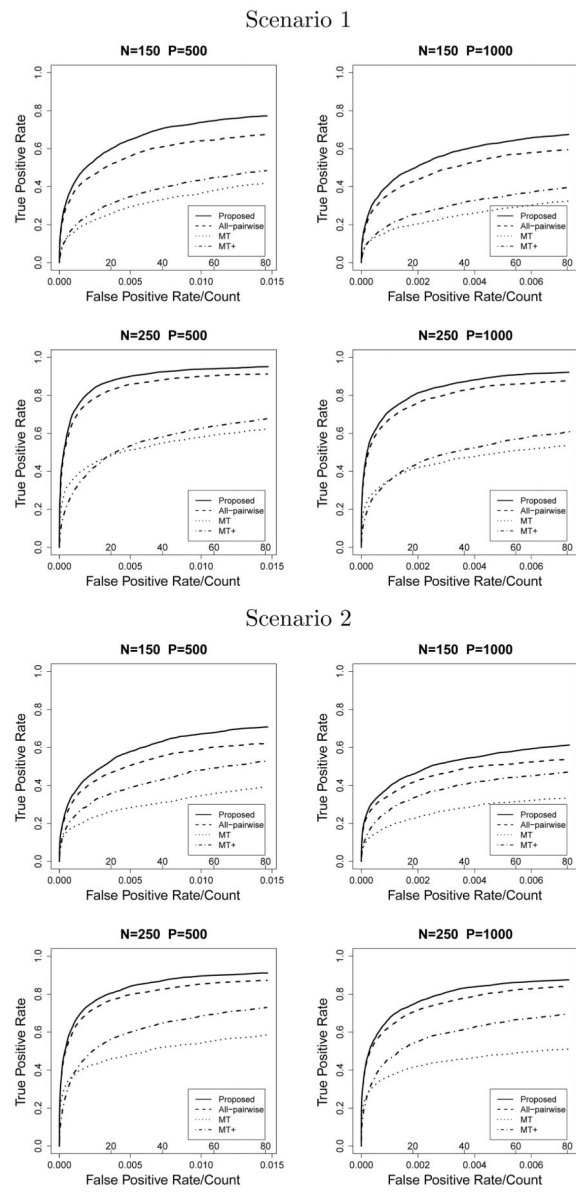 Scenario 1
N=150 P=500
True Positive Rate
0.0 0.2 0.4 0.6 0.8 1.0
Proposed
All-pairwise
MT
MT+
20 40 60 80
0.000 0.005 0.010 0.015
False Positive Rate/Count
N=150 P=1000
True Positive Rate
0.0 0.2 0.4 0.6 0.8 1.0
Proposed
All-pairwise
MT
MT+
20 40 60 80
0.000 0.002 0.004 0.006
False Positive Rate/Count
N=250 P=500
True Positive Rate
0.0 0.2 0.4 0.6 0.8 1.0
Proposed
All-pairwise
MT
MT+
20 40 60 80
0.000 0.005 0.010 0.015
False Positive Rate/Count
N=250 P=1000
True Positive Rate
0.0 0.2 0.4 0.6 0.8 1.0
Proposed
All-pairwise
MT
MT+
20 40 60 80
0.000 0.002 0.004 0.006
False Positive Rate/Count
Scenario 2
N=150 P=500
True Positive Rate
0.0 0.2 0.4 0.6 0.8 1.0
Proposed
All-pairwise
MT
MT+
20 40 60 80
0.000 0.005 0.010 0.015
False Positive Rate/Count
N=150 P=1000
True Positive Rate
0.0 0.2 0.4 0.6 0.8 1.0
Proposed
All-pairwise
MT
MT+
20 40 60 80
0.000 0.002 0.004 0.006
False Positive Rate/Count
N=250 P=500
True Positive Rate
0.0 0.2 0.4 0.6 0.8 1.0
Proposed
All-pairwise
MT
MT+
20 40 60 80
0.000 0.005 0.010 0.015
False Positive Rate/Count
N=250 P=1000
True Positive Rate
0.0 0.2 0.4 0.6 0.8 1.0
Proposed
All-pairwise
MT
MT+
20 40 60 80
0.000 0.002 0.004 0.006
False Positive Rate/Count